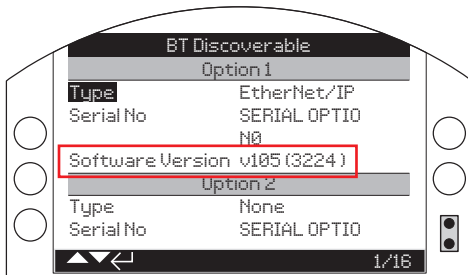 BT Discoverable
Option 1
Type EtherNet/IP
Serial No SERIAL OPTIO
N0
Software Version v105 (3224)
Option 2
Type None
Serial No SERIAL OPTIO
1/16